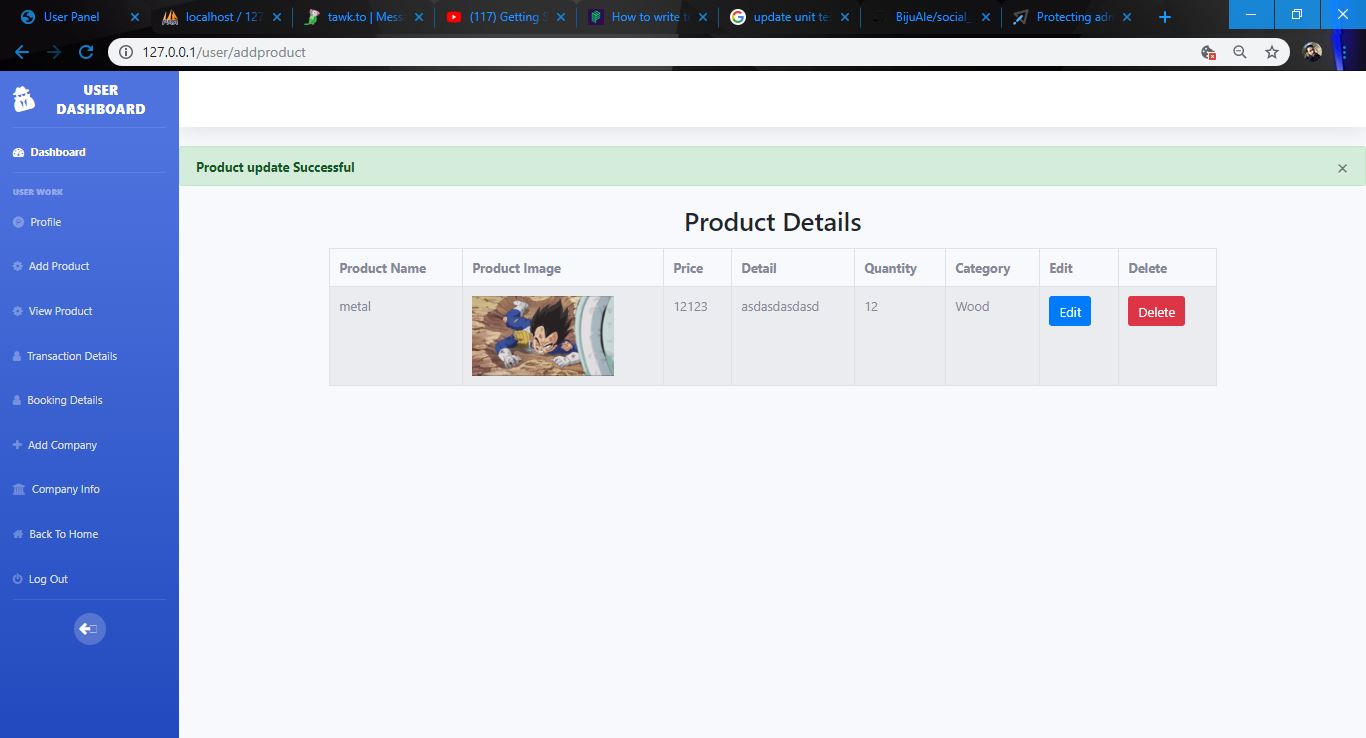 User Panel
localhost / 127
tawk.to | Mess
(117) Getting S
How to write t
update unit te
BijuAle/social_
Protecting adm
127.0.0.1/user/addproduct
USER
DASHBOARD
Dashboard
USER WORK
Profile
Add Product
View Product
Transaction Details
Booking Details
Add Company
Company Info
Back To Home
Log Out
Product update Successful
×
Product Details
Product Name Product Image Price Detail Quantity Category Edit Delete
metal 12123 asdasdasdasd 12 Wood Edit Delete